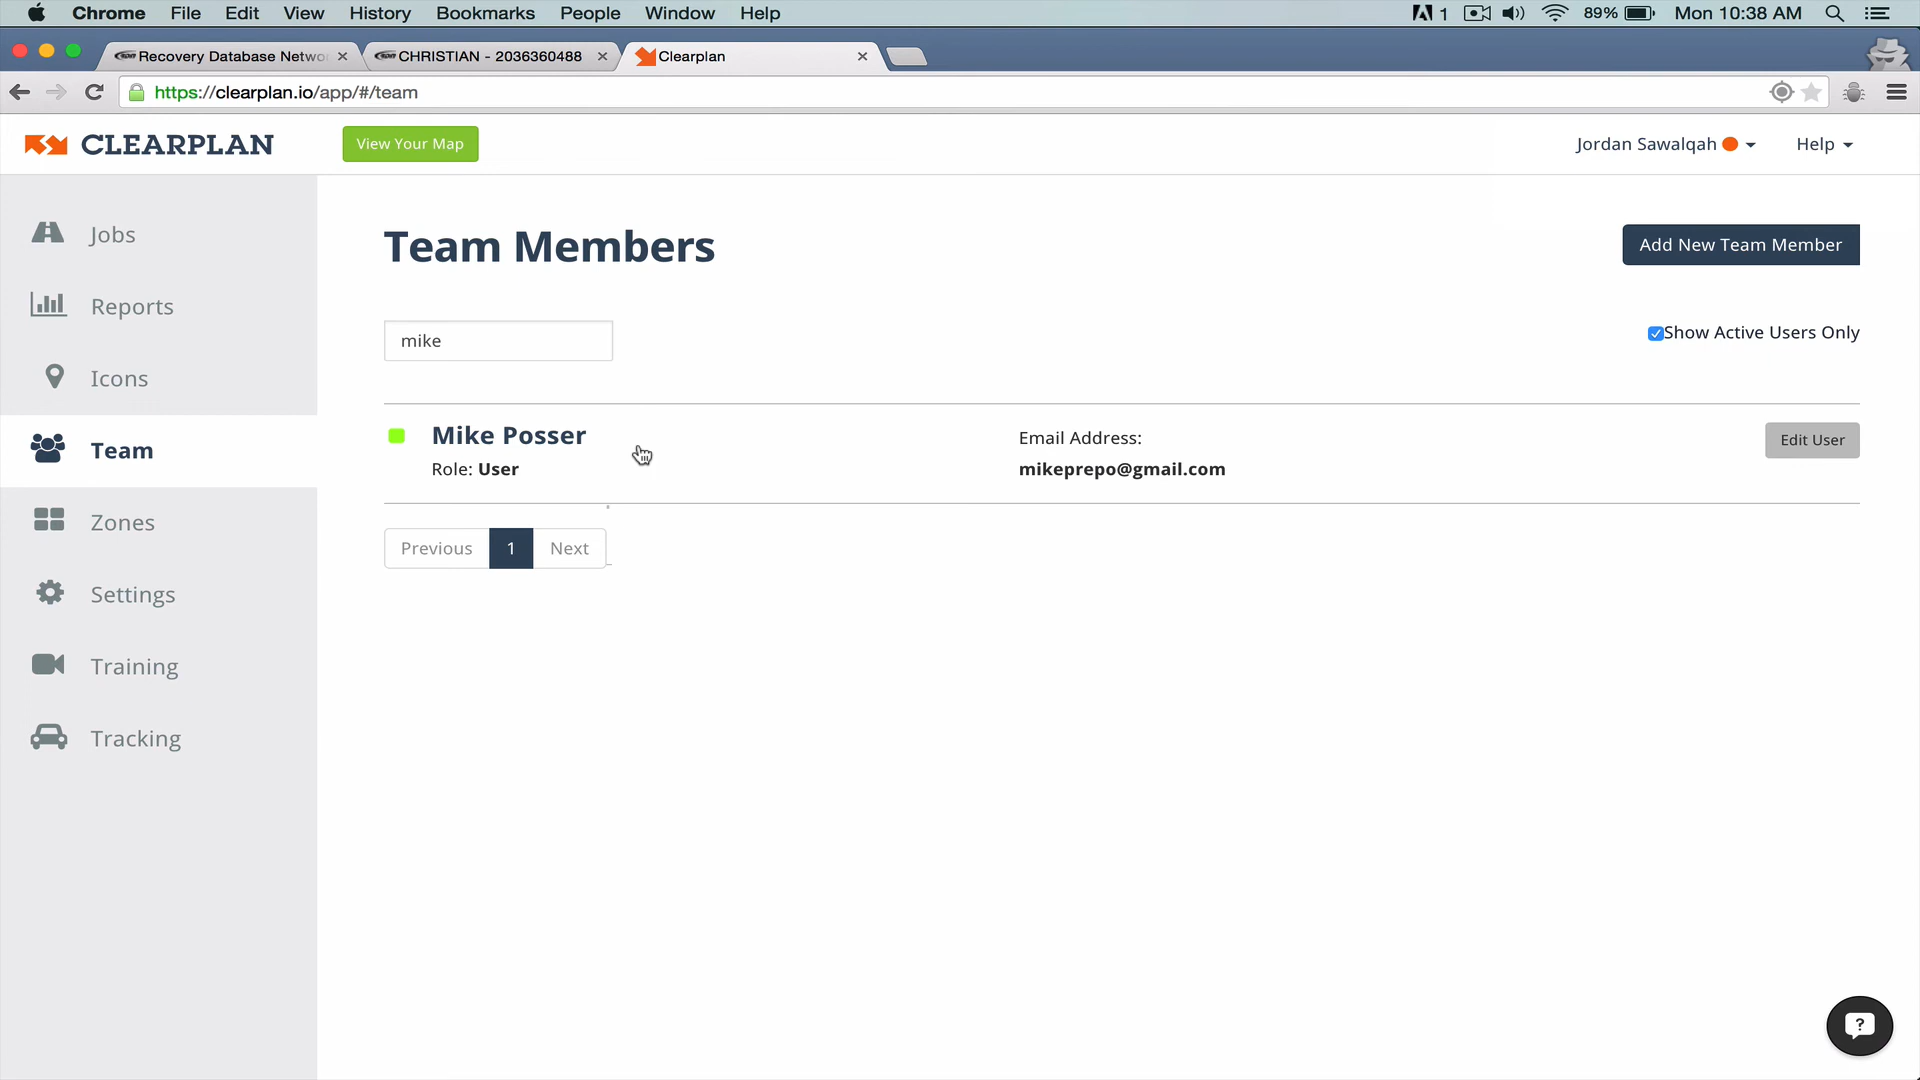 Chrome File Edit View History Bookmarks People Window Help 1 89% Mon 10:38 AM
Recovery Database Netwo CHRISTIAN - 2036360488 Clearplan
https://clearplan.io/app/#/team
CLEARPLAN View Your Map Jordan Sawalqah Help
Jobs
Reports
Icons
Team
Zones
Settings
Training
Tracking
Team Members Add New Team Member
mike Show Active Users Only
Mike Posser Email Address: Edit User
Role: User mikeprepo@gmail.com
Previous 1 Next